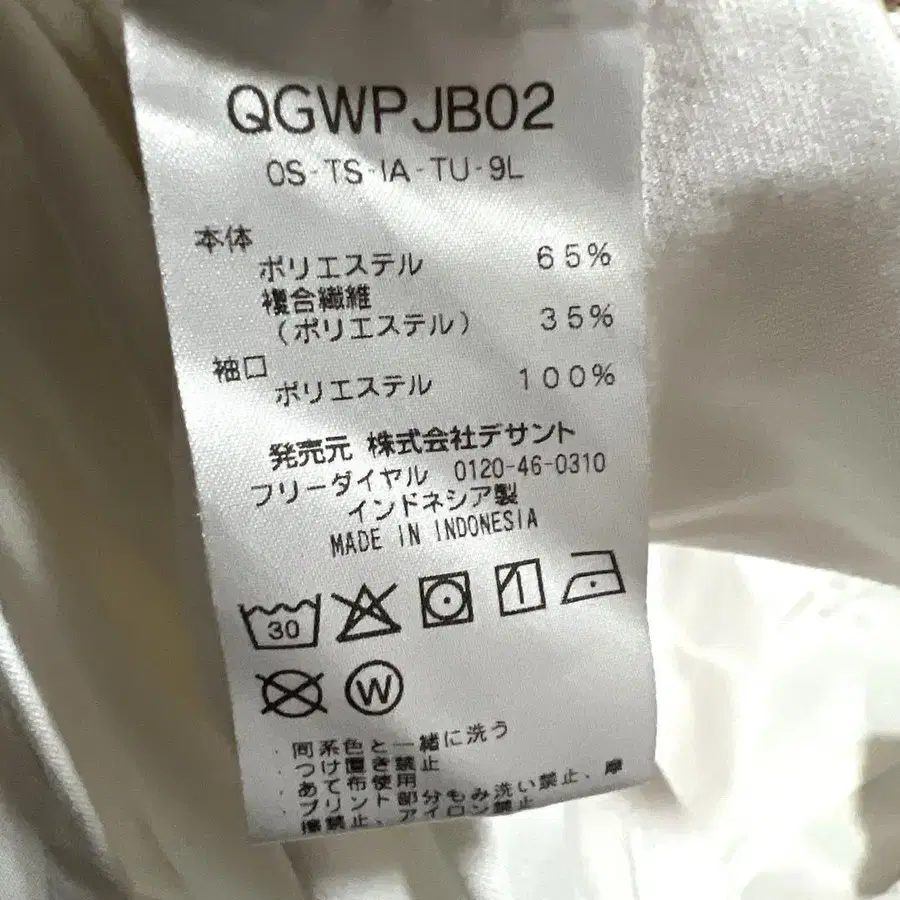 QGWPJB02
OS-TS-IA-TU-9L
本体
ポリエステル 65%
複合繊維
(ポリエステル) 35%
袖口
ポリエステル 100%
発売元 株式会社デサント
フリーダイヤル 0120-46-0310
インドネシア製
MADE IN INDONESIA
30
W
・同系色と一緒に洗う
・つけ置き禁止
・あて布使用
・プリント部分もみ洗い禁止、摩
擦禁止、アイロン禁止